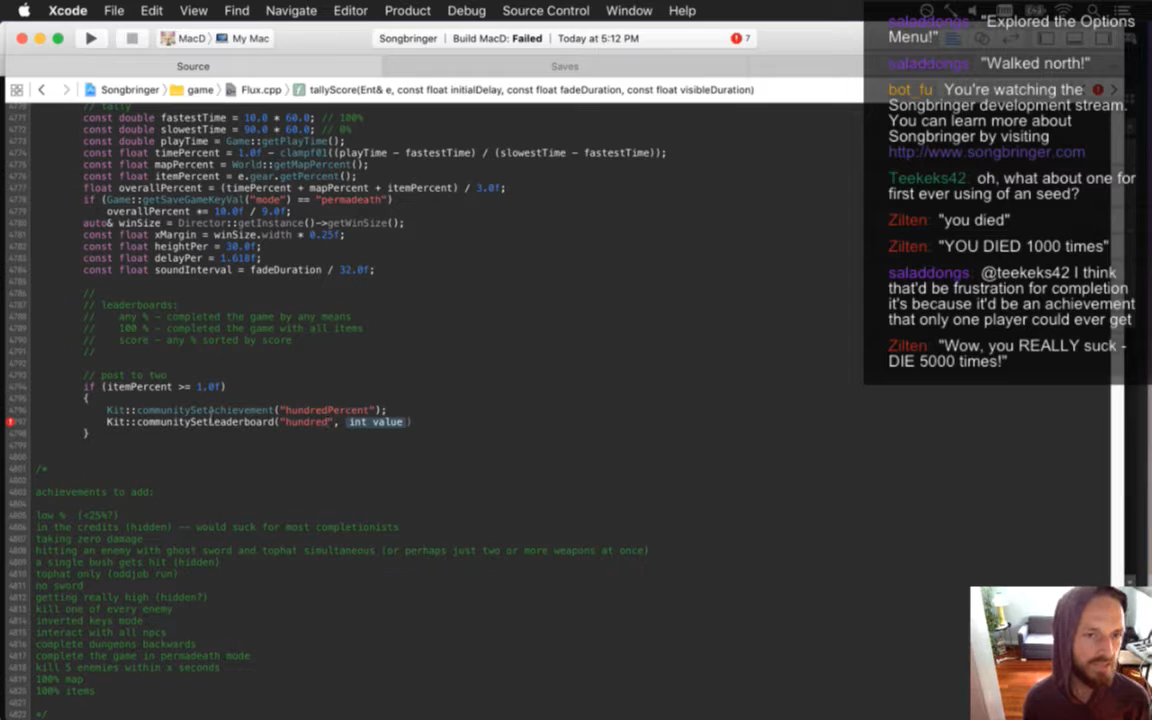 Xcode File Edit View Find Navigate Editor Product Debug Source Control Window Help
MacD › My Mac
Songbringer | Build MacD: Failed | Today at 5:12 PM
7
Source
Saves
Songbringer › game › Flux.cpp › tallyScore(Ent& e, const float initialDelay, const float fadeDuration, const float visibleDuration)
// tally
const double fastestTime = 10.0 * 60.0; // 100%
const double slowestTime = 90.0 * 60.0; // 0%
const double playTime = Game::getPlayTime();
const float timePercent = 1.0f - clampf01((playTime - fastestTime) / (slowestTime - fastestTime));
const float mapPercent = World::getMapPercent();
const float itemPercent = e.gear.getPercent();
float overallPercent = (timePercent + mapPercent + itemPercent) / 3.0f;
if (Game::getSaveGameKeyVal("mode") == "permadeath")
overallPercent *= 10.0f / 9.0f;
auto& winSize = Director::getInstance()->getWinSize();
const float xMargin = winSize.width * 0.25f;
const float heightPer = 30.0f;
const float delayPer = 1.618f;
const float soundInterval = fadeDuration / 32.0f;
//
// leaderboards:
// any % - completed the game by any means
// 100 % - completed the game with all items
// score - any % sorted by score
//
// post to two
if (itemPercent >= 1.0f)
{
Kit::communitySetAchievement("hundredPercent");
Kit::communitySetLeaderboard("hundred", int value)
}
/*
achievements to add:
low % (<25%?)
in the credits (hidden) -- would suck for most completionists
taking zero damage
hitting an enemy with ghost sword and tophat simultaneous (or perhaps just two or more weapons at once)
a single bush gets hit (hidden)
tophat only (oddjob run)
no sword
getting really high (hidden?)
kill one of every enemy
inverted keys mode
interact with all npcs
complete dungeons backwards
complete the game in permadeath mode
kill 5 enemies within x seconds
100% map
100% items
*/
saladdongs: "Explored the Options
Menu!"
saladdongs: "Walked north!"
bot_fu: You're watching the
Songbringer development stream.
You can learn more about
Songbringer by visiting
http://www.songbringer.com
Teekeks42: oh, what about one for
first ever using of an seed?
Zilten: "you died"
Zilten: "YOU DIED 1000 times"
saladdongs: @teekeks42 I think
that'd be frustration for completion
it's because it'd be an achievement
that only one player could ever get
Zilten: "Wow, you REALLY suck -
DIE 5000 times!"